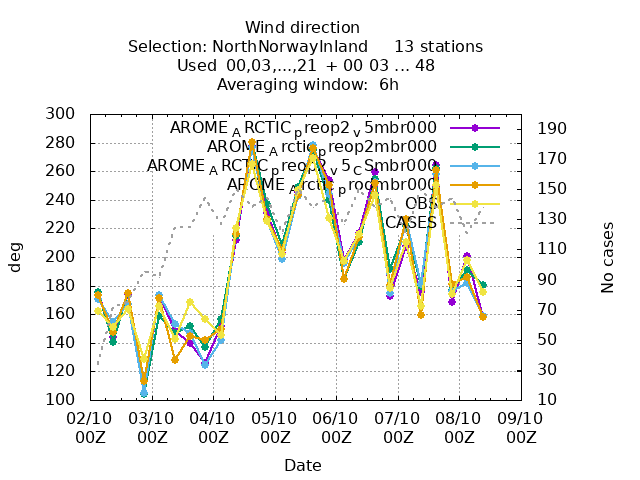 Wind direction
Selection: NorthNorwayInland 13 stations
Used 00,03,...,21 + 00 03 ... 48
Averaging window: 6h
AROME_ARCTIC_preop2_v5mbr000
AROME_Arctic_preop2mbr000
AROME_ARCTIC_preop2_v5_CSmbr000
AROME_Arctic_procmbr000
OBS
CASES
300
280
260
240
220
200
180
160
140
120
100
190
170
150
130
110
90
70
50
30
10
deg
No cases
02/10 03/10 04/10 05/10 06/10 07/10 08/10 09/10
00Z 00Z 00Z 00Z 00Z 00Z 00Z 00Z
Date